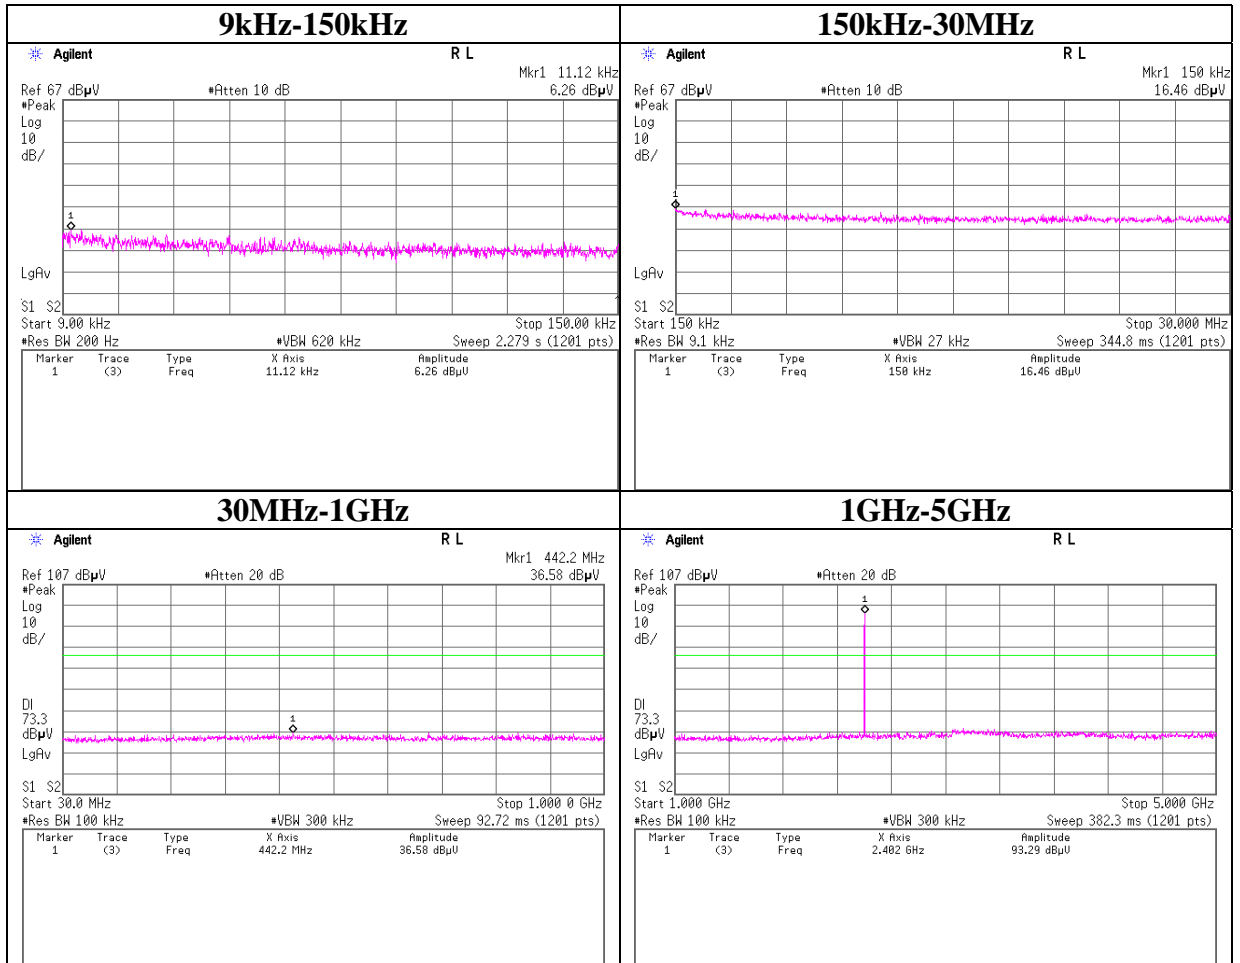 9kHz-150kHz
Agilent R L
Mkr1 11.12 kHz
Ref 67 dBµV #Atten 10 dB 6.26 dBµV
#Peak
Log
10
dB/
1
LgAv
S1 S2
Start 9.00 kHz Stop 150.00 kHz
#Res BW 200 Hz #VBW 620 kHz Sweep 2.279 s (1201 pts)
Marker Trace Type X Axis Amplitude
1 (3) Freq 11.12 kHz 6.26 dBµV
150kHz-30MHz
Agilent R L
Mkr1 150 kHz
Ref 67 dBµV #Atten 10 dB 16.46 dBµV
#Peak
Log
10
dB/
1
LgAv
S1 S2
Start 150 kHz Stop 30.000 MHz
#Res BW 9.1 kHz #VBW 27 kHz Sweep 344.8 ms (1201 pts)
Marker Trace Type X Axis Amplitude
1 (3) Freq 150 kHz 16.46 dBµV
30MHz-1GHz
Agilent R L
Mkr1 442.2 MHz
Ref 107 dBµV #Atten 20 dB 36.58 dBµV
#Peak
Log
10
dB/
1
DI
73.3
dBµV
LgAv
S1 S2
Start 30.0 MHz Stop 1.000 0 GHz
#Res BW 100 kHz #VBW 300 kHz Sweep 92.72 ms (1201 pts)
Marker Trace Type X Axis Amplitude
1 (3) Freq 442.2 MHz 36.58 dBµV
1GHz-5GHz
Agilent R L
Ref 107 dBµV #Atten 20 dB
#Peak
Log
10
dB/
1
DI
73.3
dBµV
LgAv
S1 S2
Start 1.000 GHz Stop 5.000 GHz
#Res BW 100 kHz #VBW 300 kHz Sweep 382.3 ms (1201 pts)
Marker Trace Type X Axis Amplitude
1 (3) Freq 2.402 GHz 93.29 dBµV